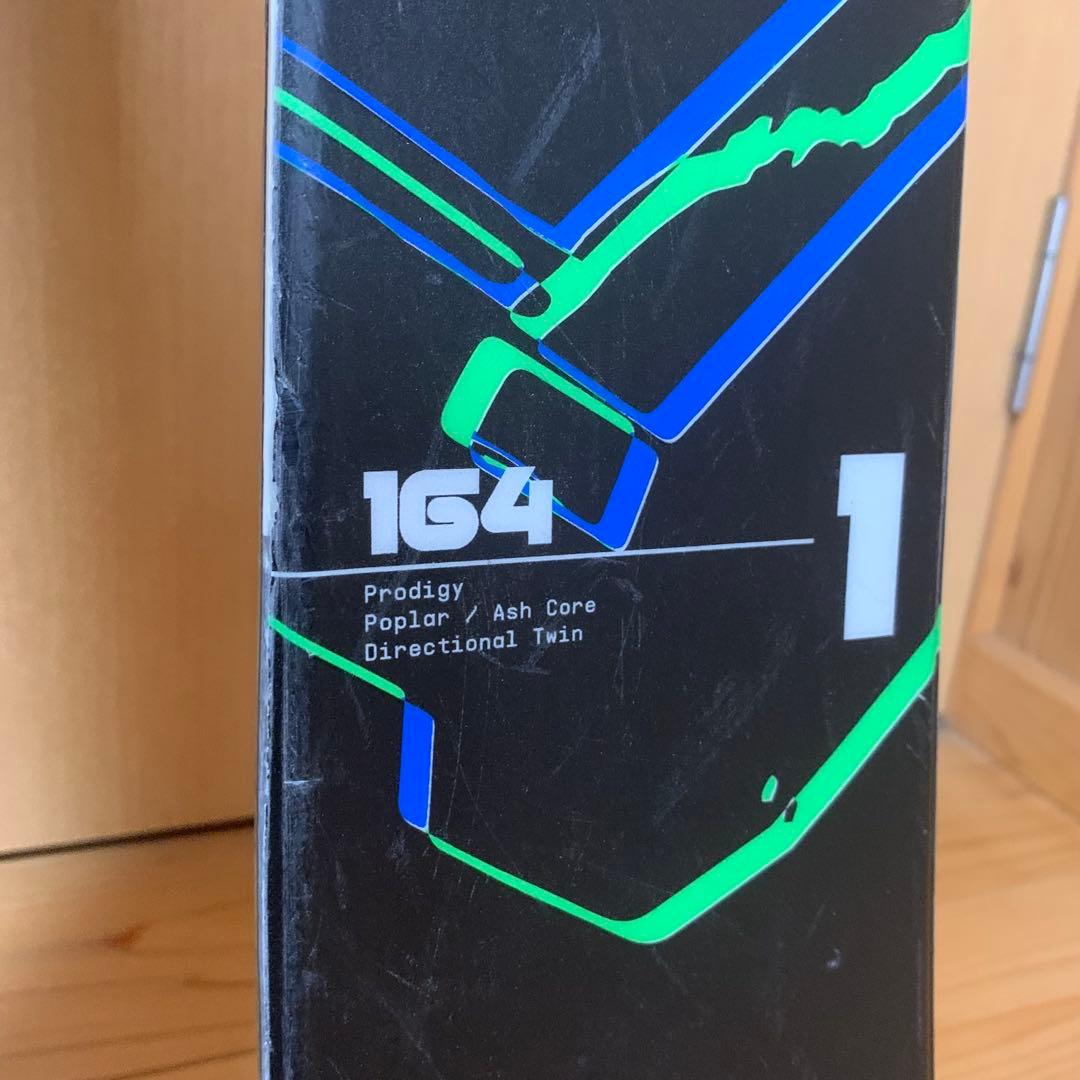 164
1
Prodigy
Poplar / Ash Core
Directional Twin